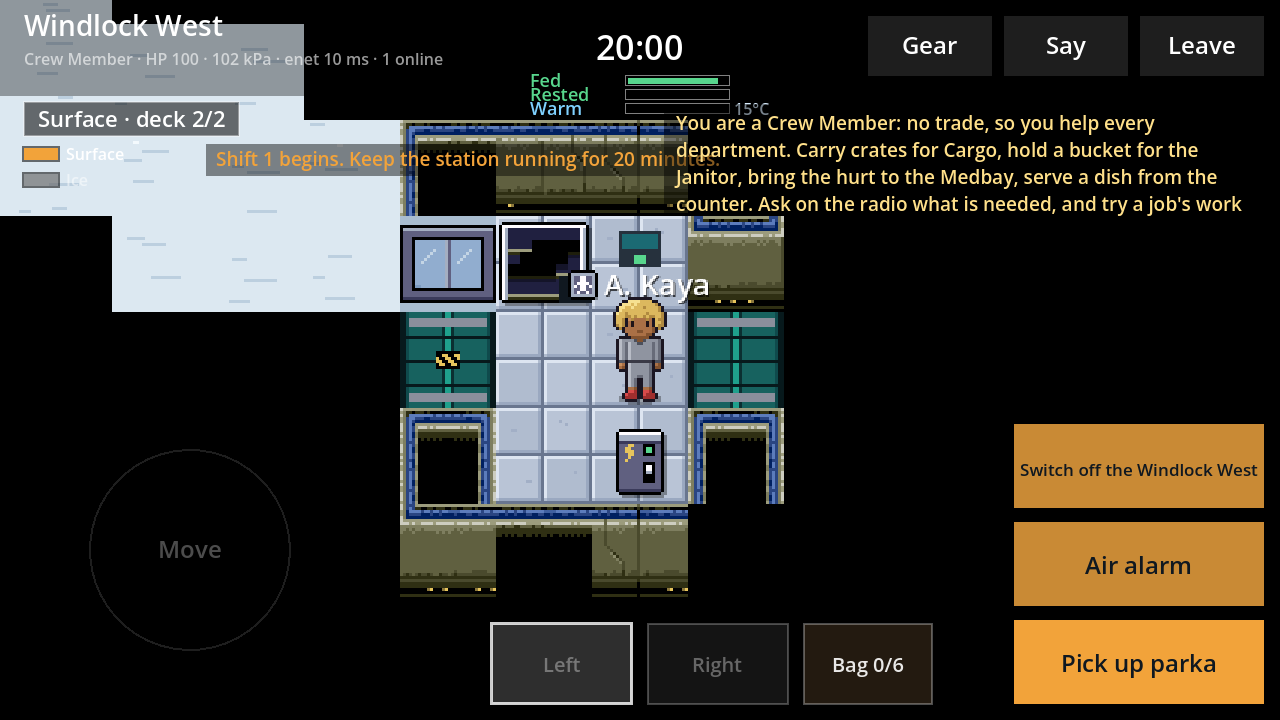 Windlock West
Crew Member · HP 100 · 102 kPa · enet 10 ms · 1 online
20:00
Gear
Say
Leave
Fed
Rested
Warm
15°C
Surface · deck 2/2
Surface
Ice
Shift 1 begins. Keep the station running for 20 minutes.
You are a Crew Member: no trade, so you help every
department. Carry crates for Cargo, hold a bucket for the
Janitor, bring the hurt to the Medbay, serve a dish from the
counter. Ask on the radio what is needed, and try a job's work
A. Kaya
Move
Switch off the Windlock West
Air alarm
Pick up parka
Left
Right
Bag 0/6